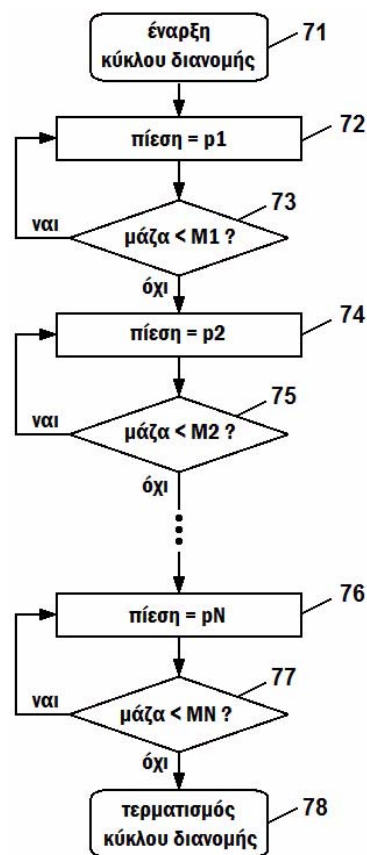 έναρξη
κύκλου διανομής
71
πίεση = p1
72
μάζα < M1 ?
73
ναι
όχι
πίεση = p2
74
μάζα < M2 ?
75
ναι
όχι
πίεση = pN
76
μάζα < MN ?
77
ναι
όχι
τερματισμός
κύκλου διανομής
78